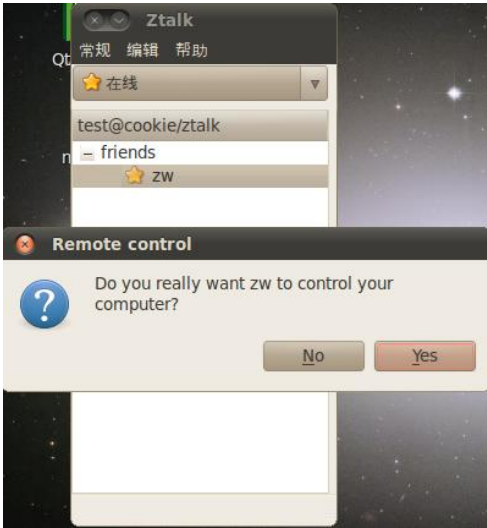 Ztalk
Qt
常规 编辑 帮助
在线
test@cookie/ztalk
friends
n
zw
Remote control
Do you really want zw to control your
computer?
No
Yes